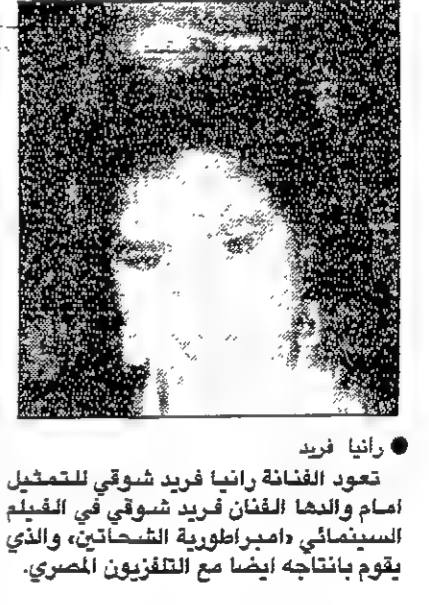 ● رانيا فريد
تعود الفنانة رانيا فريد شوقي للتمثيل
امام والدها الفنان فريد شوقي في الفيلم
السينمائي «امبراطورية الشحاتين» والذي
يقوم بانتاجه ايضا مع التلفزيون المصري.